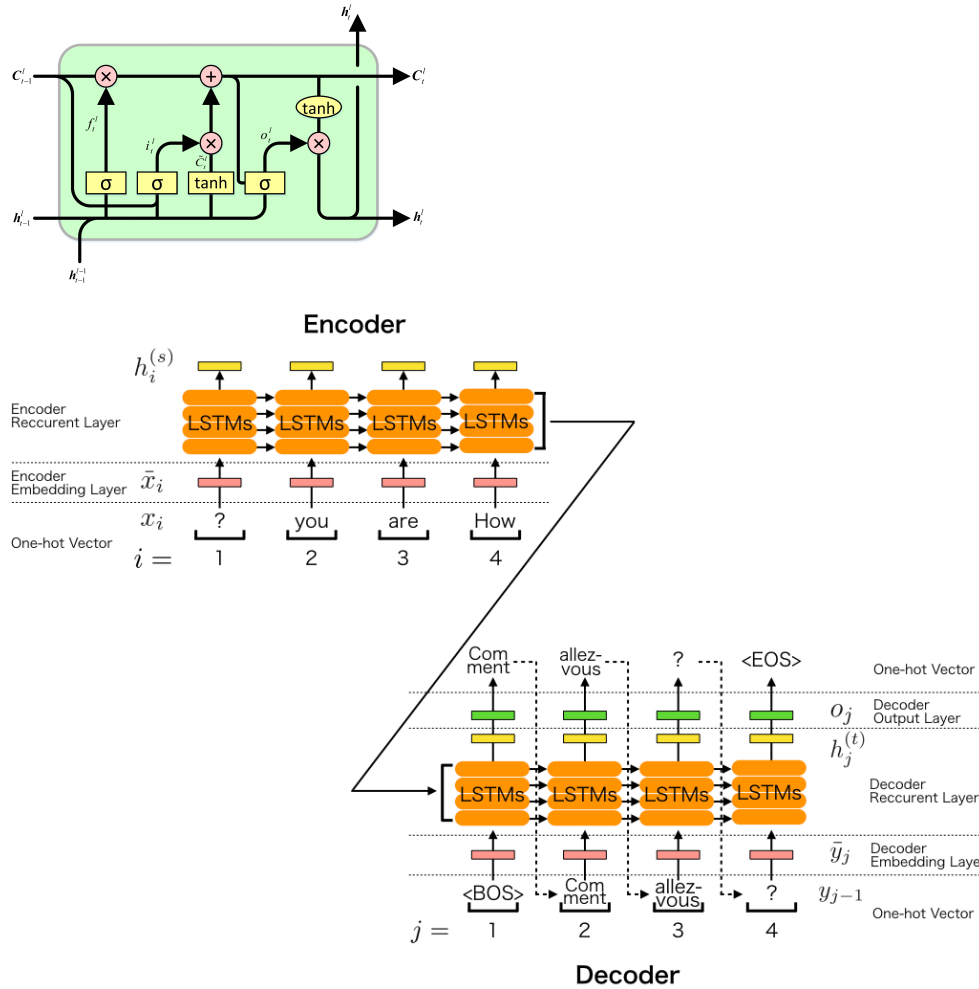 h_t^l
C_{t-1}^l
×
+
C_t^l
tanh
f_t^l
i_t^l
×
o_t^l
×
C̃_t^l
σ
σ
tanh
σ
h_{t-1}^l
h_t^l
h_{t-1}^{l-1}
Encoder
h_i^{(s)}
Encoder
Reccurent Layer
LSTMs LSTMs LSTMs LSTMs
Encoder
Embedding Layer
x̄_i
x_i
? you are How
One-hot Vector
i = 1 2 3 4
Com
ment
allez-
vous
? <EOS>
One-hot Vector
o_j
Decoder
Output Layer
h_j^{(t)}
LSTMs LSTMs LSTMs LSTMs
Decoder
Reccurent Layer
ȳ_j
Decoder
Embedding Laye
<BOS>
Com
ment
allez-
vous
?
y_{j-1}
One-hot Vector
j = 1 2 3 4
Decoder